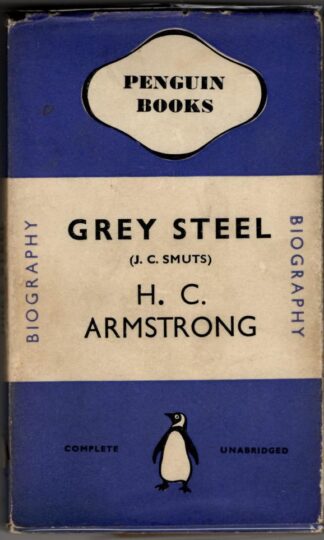 PENGUIN
BOOKS
BIOGRAPHY
GREY STEEL
(J. C. SMUTS)
H. C.
ARMSTRONG
BIOGRAPHY
COMPLETE UNABRIDGED